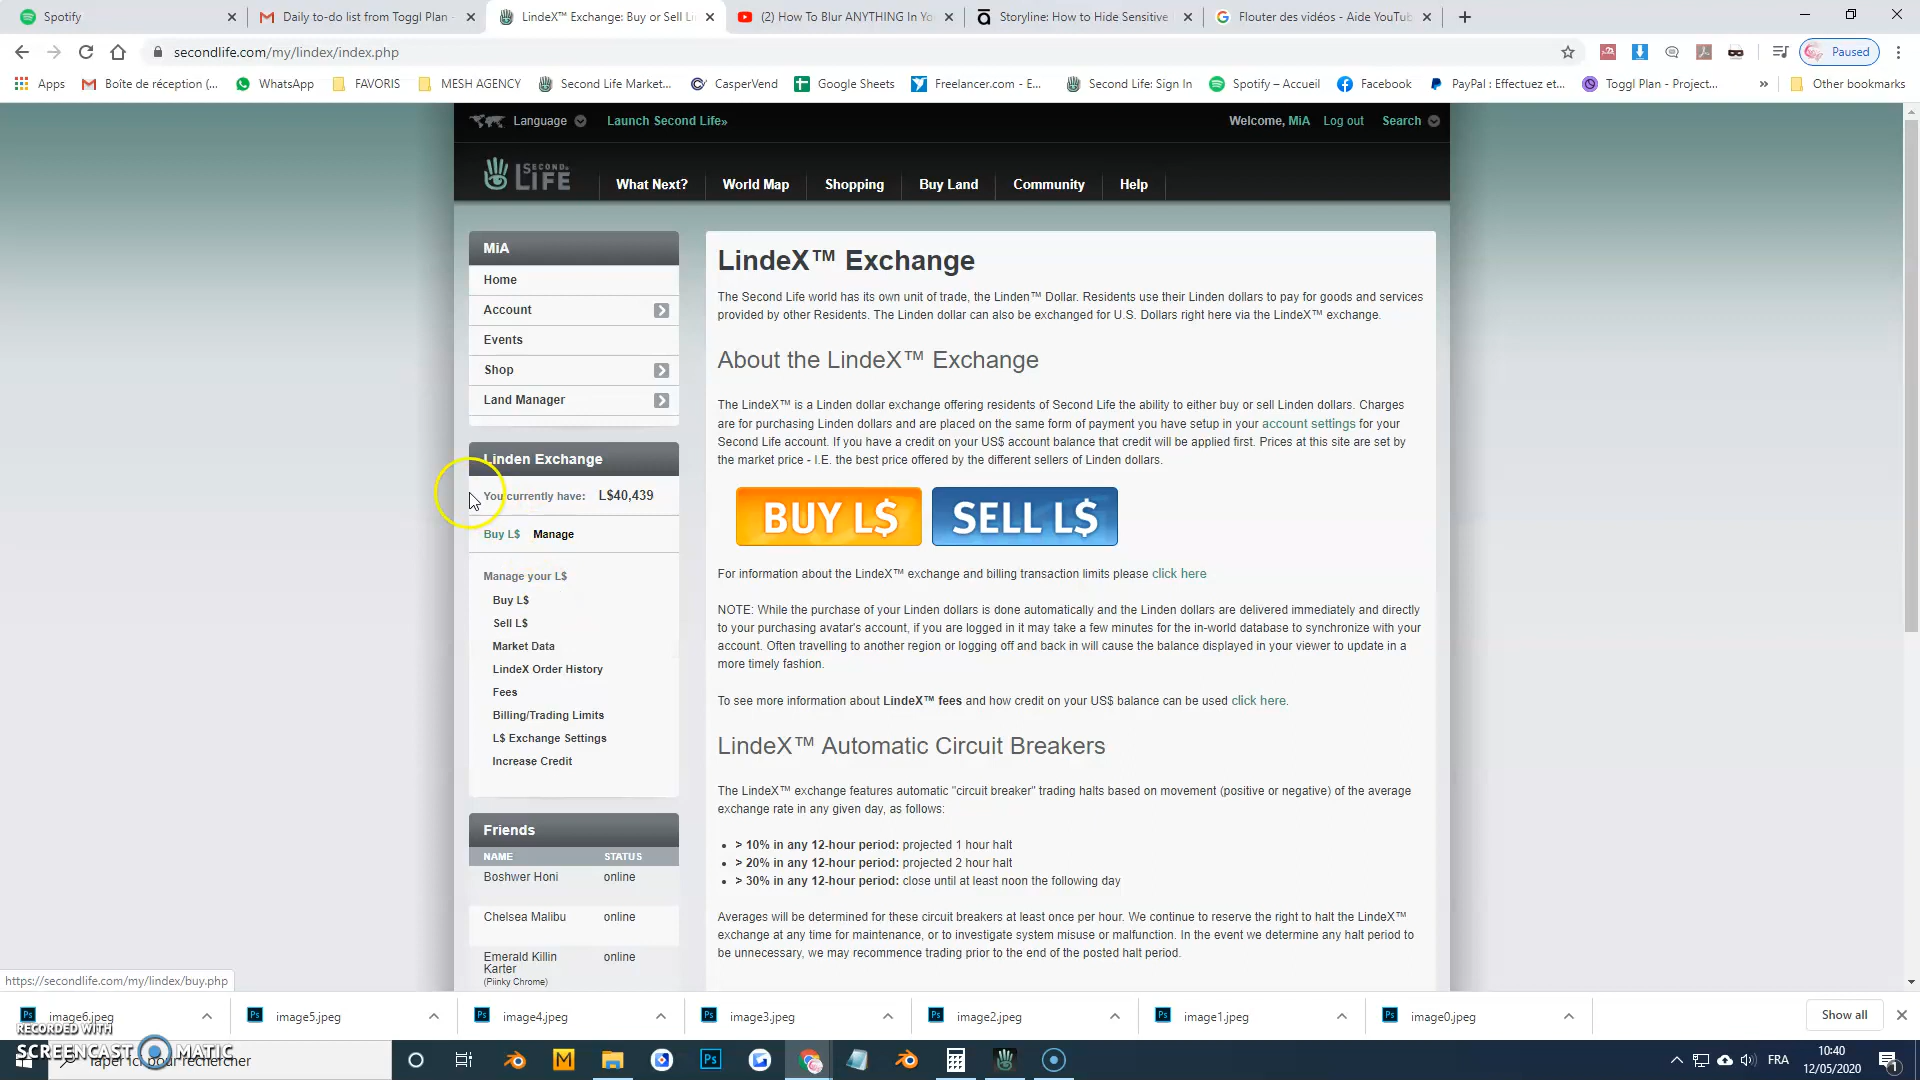 Spotify
Daily to-do list from Toggl Plan -
LindeX™ Exchange: Buy or Sell Li
(2) How To Blur ANYTHING In Yo
Storyline: How to Hide Sensitive
Flouter des vidéos - Aide YouTub
secondlife.com/my/lindex/index.php
Paused
Apps
Boîte de réception (...
WhatsApp
FAVORIS
MESH AGENCY
Second Life Market...
CasperVend
Google Sheets
Freelancer.com - E...
Second Life: Sign In
Spotify – Accueil
Facebook
PayPal : Effectuez et...
Toggl Plan - Project...
»
Other bookmarks
Language
Launch Second Life»
Welcome, MiA
Log out
Search
SECOND LIFE
What Next?
World Map
Shopping
Buy Land
Community
Help
MiA
Home
Account
Events
Shop
Land Manager
Linden Exchange
You currently have: L$40,439
Buy L$ Manage
Manage your L$
Buy L$
Sell L$
Market Data
LindeX Order History
Fees
Billing/Trading Limits
L$ Exchange Settings
Increase Credit
Friends
NAME STATUS
Boshwer Honi online
Chelsea Malibu online
Emerald Killin online
Karter
(Piinky Chrome)
LindeX™ Exchange
The Second Life world has its own unit of trade, the Linden™ Dollar. Residents use their Linden dollars to pay for goods and services
provided by other Residents. The Linden dollar can also be exchanged for U.S. Dollars right here via the LindeX™ exchange.
About the LindeX™ Exchange
The LindeX™ is a Linden dollar exchange offering residents of Second Life the ability to either buy or sell Linden dollars. Charges
are for purchasing Linden dollars and are placed on the same form of payment you have setup in your account settings for your
Second Life account. If you have a credit on your US$ account balance that credit will be applied first. Prices at this site are set by
the market price - I.E. the best price offered by the different sellers of Linden dollars.
BUY L$
SELL L$
For information about the LindeX™ exchange and billing transaction limits please click here
NOTE: While the purchase of your Linden dollars is done automatically and the Linden dollars are delivered immediately and directly
to your purchasing avatar's account, if you are logged in it may take a few minutes for the in-world database to synchronize with your
account. Often travelling to another region or logging off and back in will cause the balance displayed in your viewer to update in a
more timely fashion.
To see more information about LindeX™ fees and how credit on your US$ balance can be used click here.
LindeX™ Automatic Circuit Breakers
The LindeX™ exchange features automatic "circuit breaker" trading halts based on movement (positive or negative) of the average
exchange rate in any given day, as follows:
• > 10% in any 12-hour period: projected 1 hour halt
• > 20% in any 12-hour period: projected 2 hour halt
• > 30% in any 12-hour period: close until at least noon the following day
Averages will be determined for these circuit breakers at least once per hour. We continue to reserve the right to halt the LindeX™
exchange at any time for maintenance, or to investigate system misuse or malfunction. In the event we determine any halt period to
be unnecessary, we may recommence trading prior to the end of the posted halt period.
https://secondlife.com/my/lindex/buy.php
image6.jpeg
image5.jpeg
image4.jpeg
image3.jpeg
image2.jpeg
image1.jpeg
image0.jpeg
Show all
RECORDED WITH
SCREENCAST MATIC
Taper ici pour rechercher
FRA
10:40
12/05/2020
1